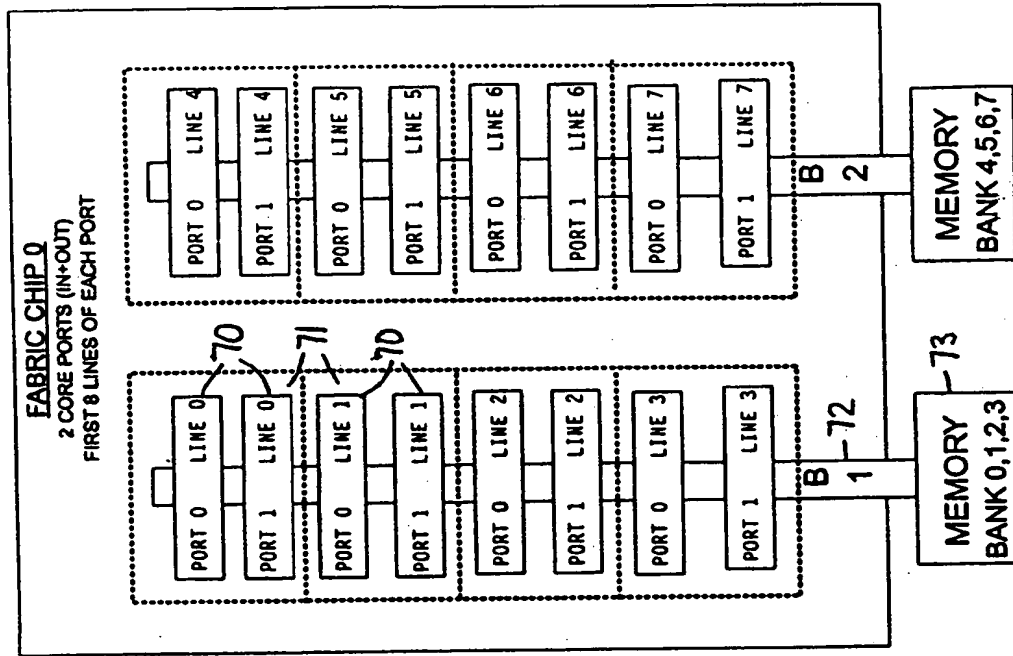 FABRIC CHIP 0
2 CORE PORTS (IN+OUT)
FIRST 8 LINES OF EACH PORT
PORT 0 LINE 0
PORT 1 LINE 0
PORT 0 LINE 1
PORT 1 LINE 1
PORT 0 LINE 2
PORT 1 LINE 2
PORT 0 LINE 3
PORT 1 LINE 3
70
71
70
B
1
72
MEMORY
BANK 0,1,2,3
73
PORT 0 LINE 4
PORT 1 LINE 4
PORT 0 LINE 5
PORT 1 LINE 5
PORT 0 LINE 6
PORT 1 LINE 6
PORT 0 LINE 7
PORT 1 LINE 7
B
2
MEMORY
BANK 4,5,6,7